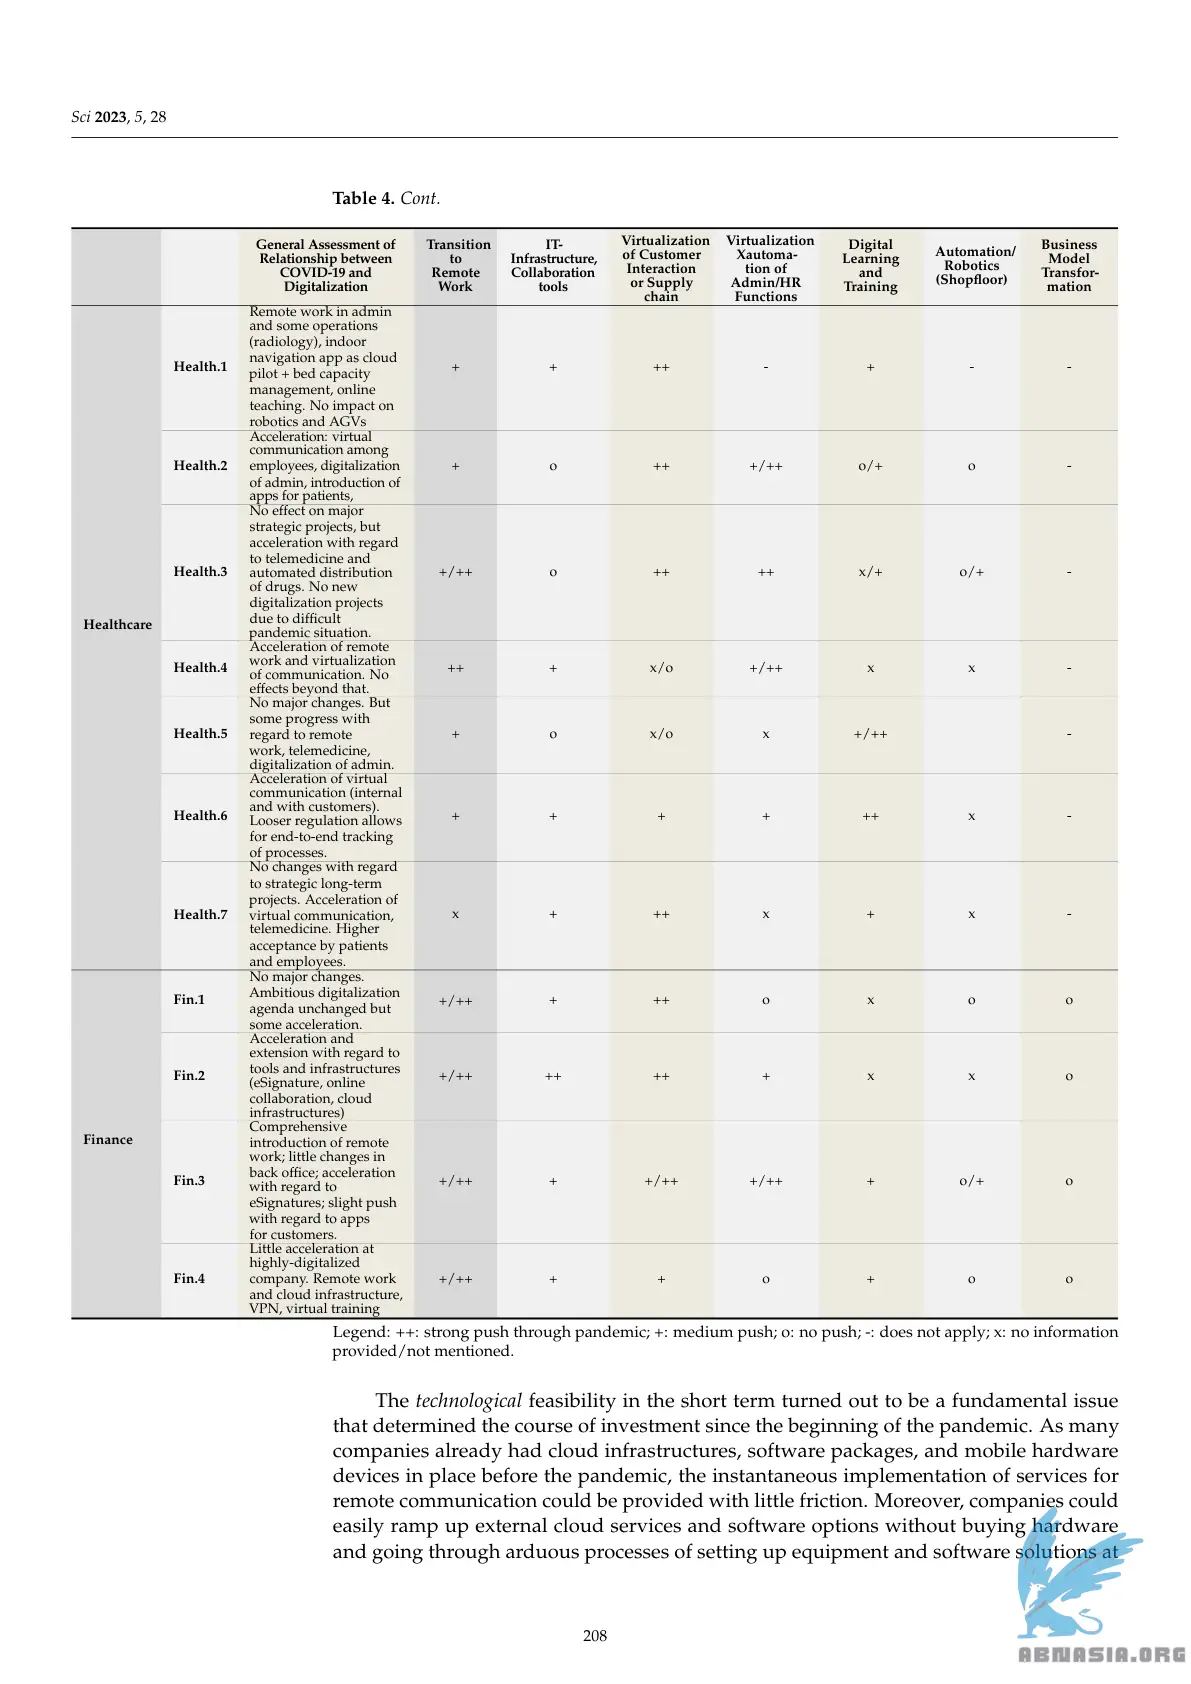 Sci 2023, 5, 28
Table 4. Cont.
General Assessment of
Relationship between
COVID-19 and
Digitalization
Transition
to
Remote
Work
IT-
Infrastructure,
Collaboration
tools
Virtualization
of Customer
Interaction
or Supply
chain
Virtualization
Xautoma-
tion of
Admin/HR
Functions
Digital
Learning
and
Training
Automation/
Robotics
(Shopfloor)
Business
Model
Transfor-
mation
Healthcare
Health.1
Remote work in admin
and some operations
(radiology), indoor
navigation app as cloud
pilot + bed capacity
management, online
teaching. No impact on
robotics and AGVs
+ + ++ - + - -
Health.2
Acceleration: virtual
communication among
employees, digitalization
of admin, introduction of
apps for patients,
+ o ++ +/++ o/+ o -
Health.3
No effect on major
strategic projects, but
acceleration with regard
to telemedicine and
automated distribution
of drugs. No new
digitalization projects
due to difficult
pandemic situation.
+/++ o ++ ++ x/+ o/+ -
Health.4
Acceleration of remote
work and virtualization
of communication. No
effects beyond that.
++ + x/o +/++ x x -
Health.5
No major changes. But
some progress with
regard to remote
work, telemedicine,
digitalization of admin.
+ o x/o x +/++ -
Health.6
Acceleration of virtual
communication (internal
and with customers).
Looser regulation allows
for end-to-end tracking
of processes.
+ + + + ++ x -
Health.7
No changes with regard
to strategic long-term
projects. Acceleration of
virtual communication,
telemedicine. Higher
acceptance by patients
and employees.
x + ++ x + x -
Finance
Fin.1
No major changes.
Ambitious digitalization
agenda unchanged but
some acceleration.
+/++ + ++ o x o o
Fin.2
Acceleration and
extension with regard to
tools and infrastructures
(eSignature, online
collaboration, cloud
infrastructures)
+/++ ++ ++ + x x o
Fin.3
Comprehensive
introduction of remote
work; little changes in
back office; acceleration
with regard to
eSignatures; slight push
with regard to apps
for customers.
+/++ + +/++ +/++ + o/+ o
Fin.4
Little acceleration at
highly-digitalized
company. Remote work
and cloud infrastructure,
VPN, virtual training
+/++ + + o + o o
Legend: ++: strong push through pandemic; +: medium push; o: no push; -: does not apply; x: no information
provided/not mentioned.
The technological feasibility in the short term turned out to be a fundamental issue
that determined the course of investment since the beginning of the pandemic. As many
companies already had cloud infrastructures, software packages, and mobile hardware
devices in place before the pandemic, the instantaneous implementation of services for
remote communication could be provided with little friction. Moreover, companies could
easily ramp up external cloud services and software options without buying hardware
and going through arduous processes of setting up equipment and software solutions at
208
ABNASIA.ORG